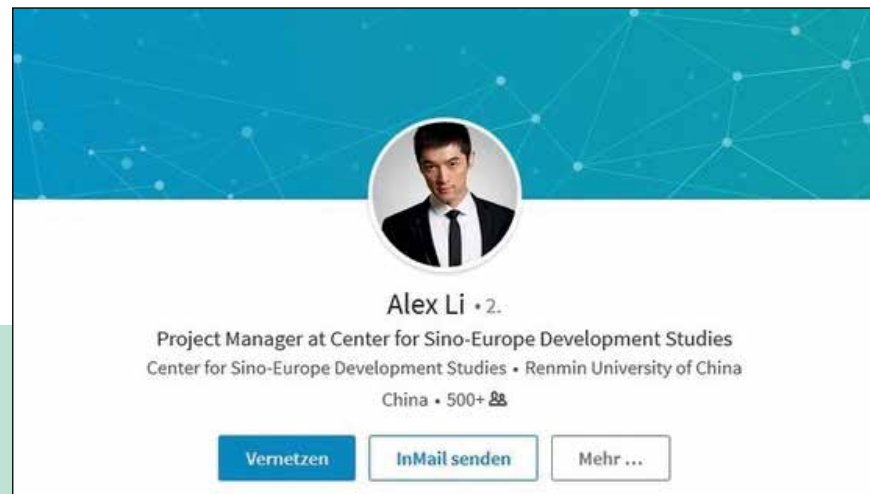 Alex Li • 2.
Project Manager at Center for Sino-Europe Development Studies
Center for Sino-Europe Development Studies • Renmin University of China
China • 500+
Vernetzen InMail senden Mehr ...